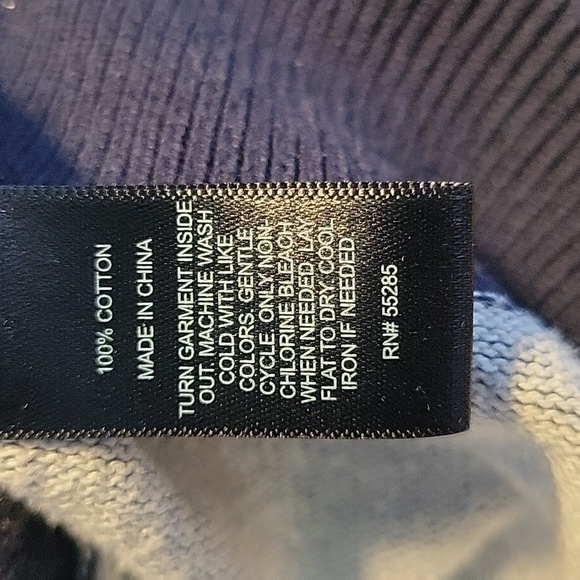 100% COTTON
MADE IN CHINA
TURN GARMENT INSIDE-
OUT. MACHINE WASH
COLD WITH LIKE
COLORS. GENTLE
CYCLE. ONLY NON-
CHLORINE BLEACH
WHEN NEEDED. LAY
FLAT TO DRY. COOL
IRON IF NEEDED
RN# 55285